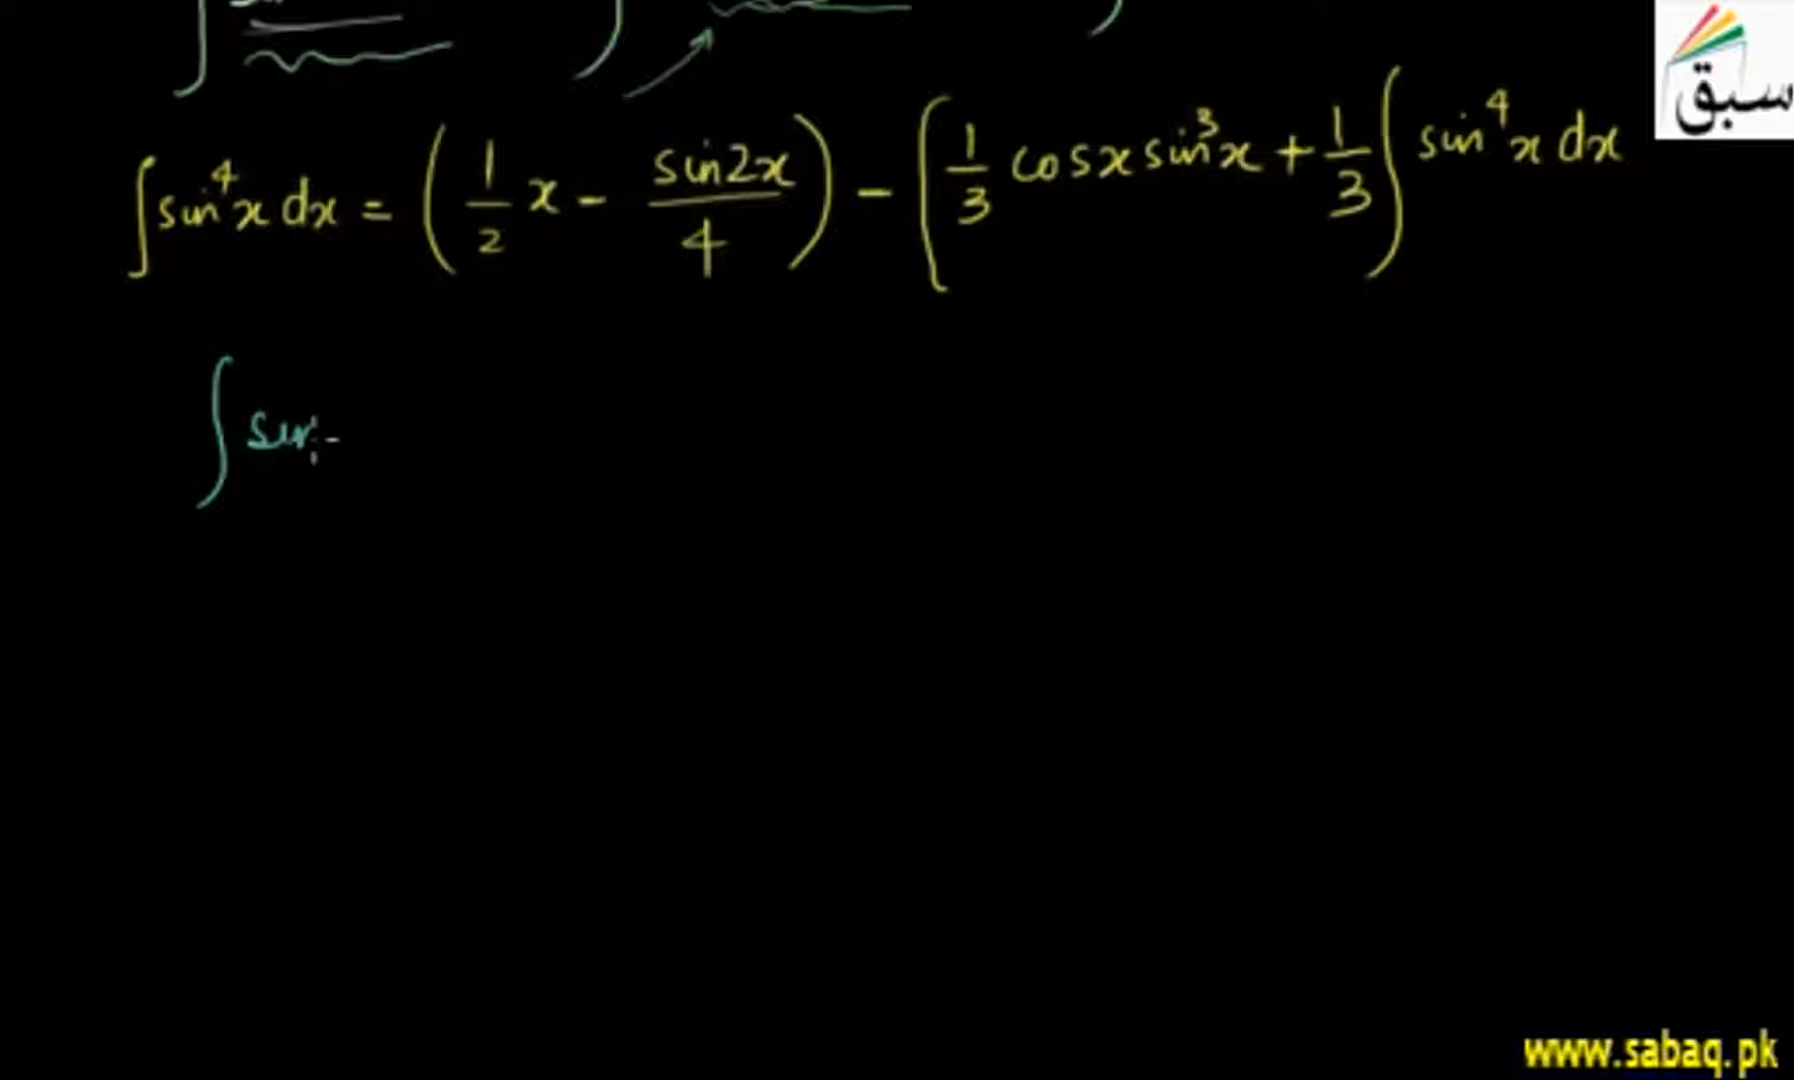 سبق
∫sin⁴x dx = (1/2 x - sin2x/4) - (1/3 cosx sin³x + 1/3 ∫ sin⁴x dx
∫ sin
www.sabaq.pk